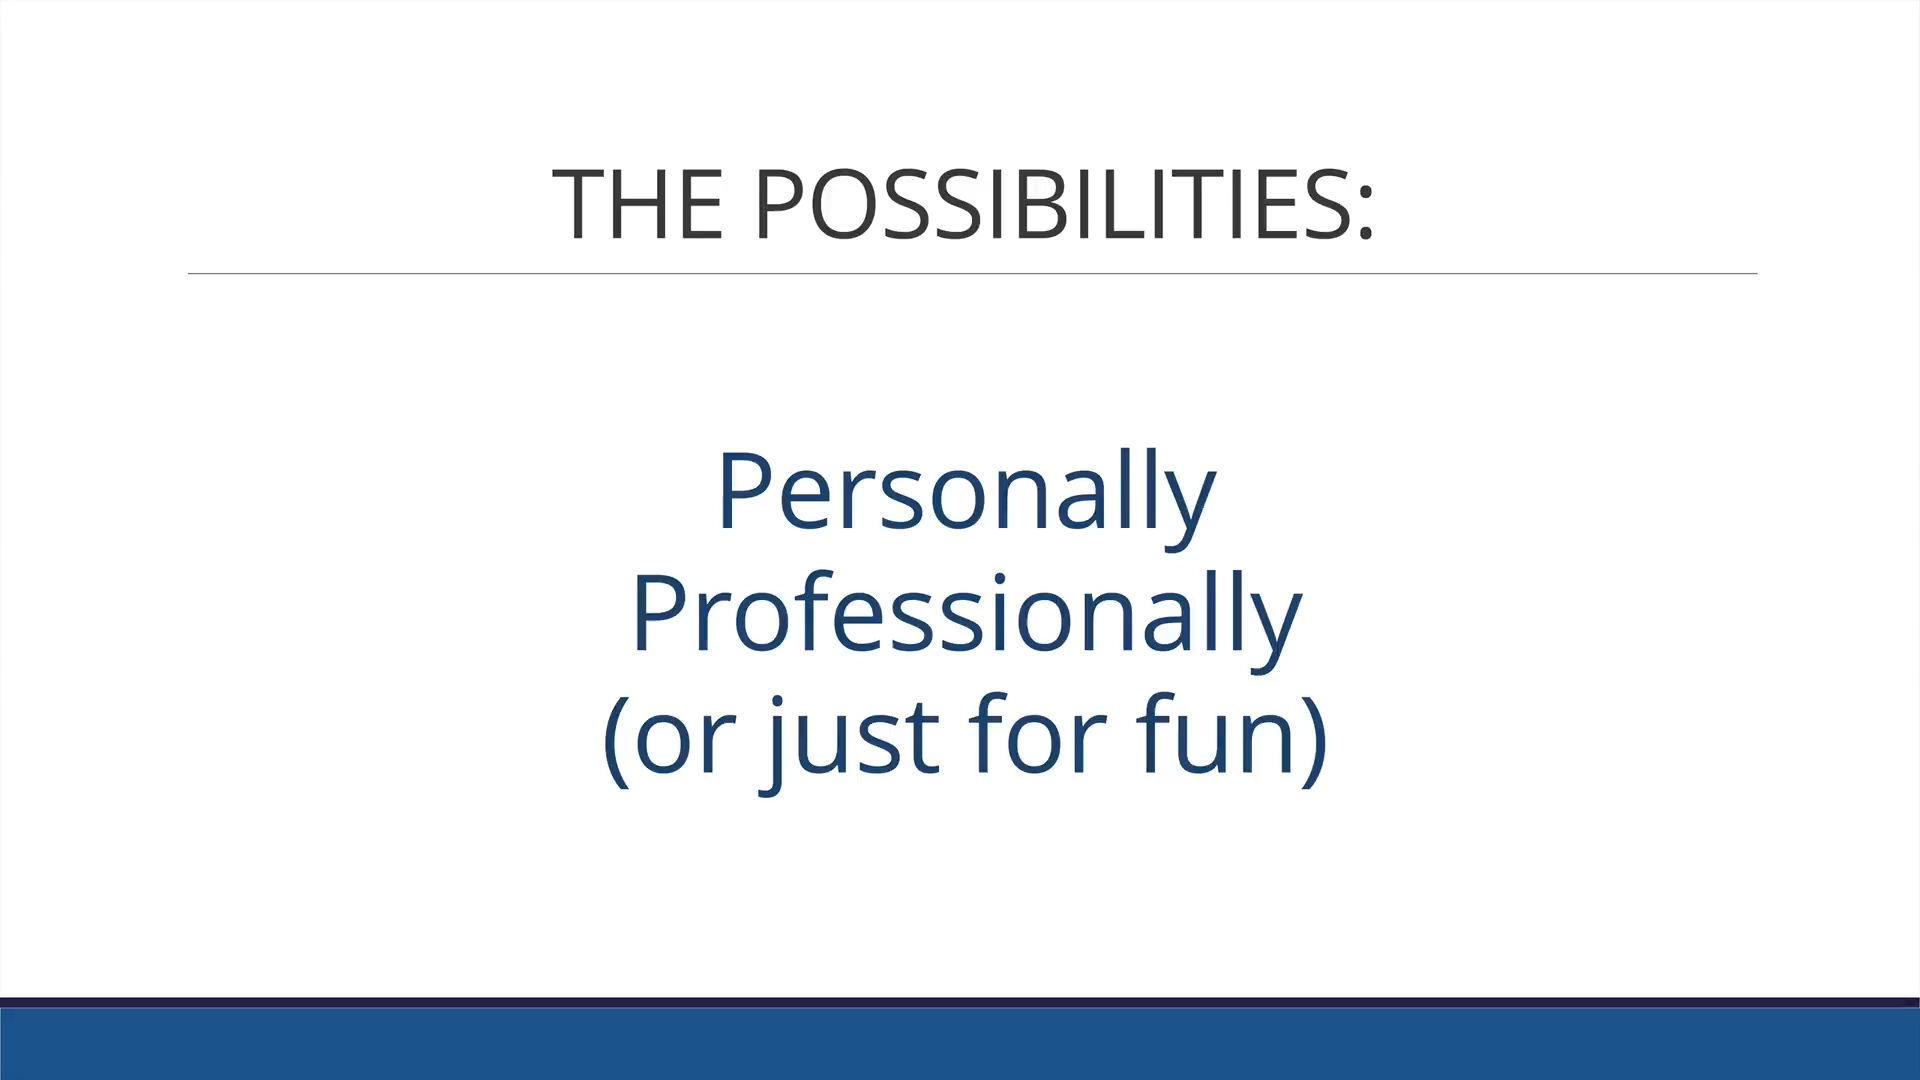 THE POSSIBILITIES:
Personally
Professionally
(or just for fun)